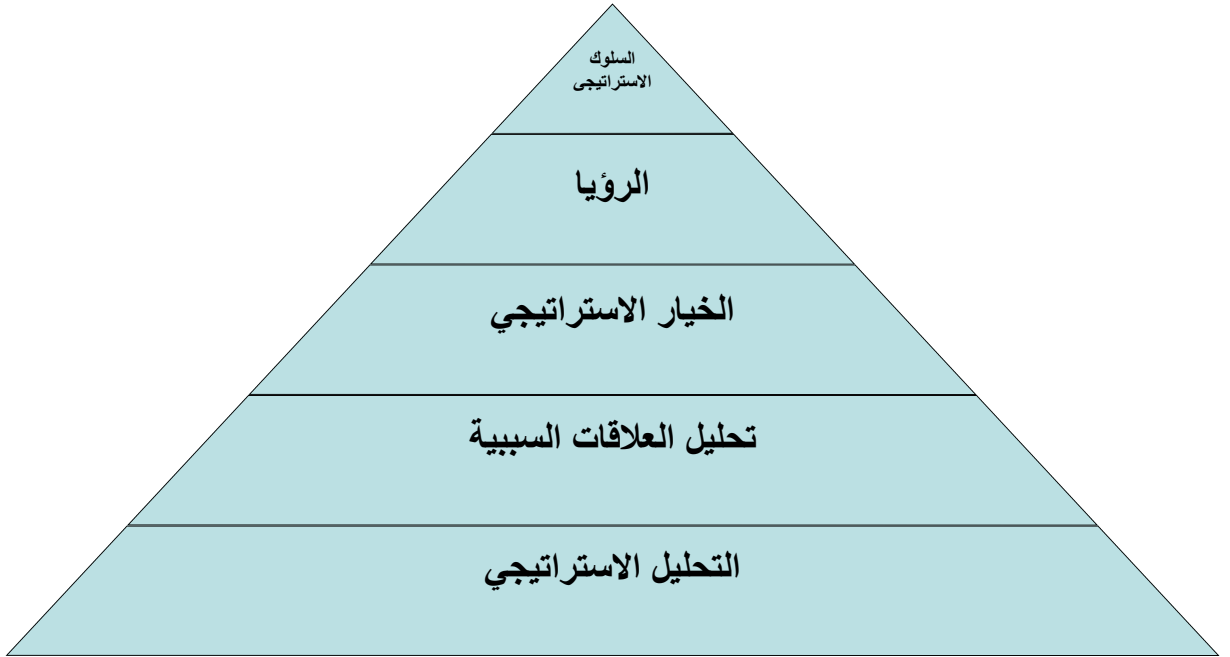 السلوك
الاستراتيجى
الرؤيا
الخيار الاستراتيجي
تحليل العلاقات السببية
التحليل الاستراتيجي